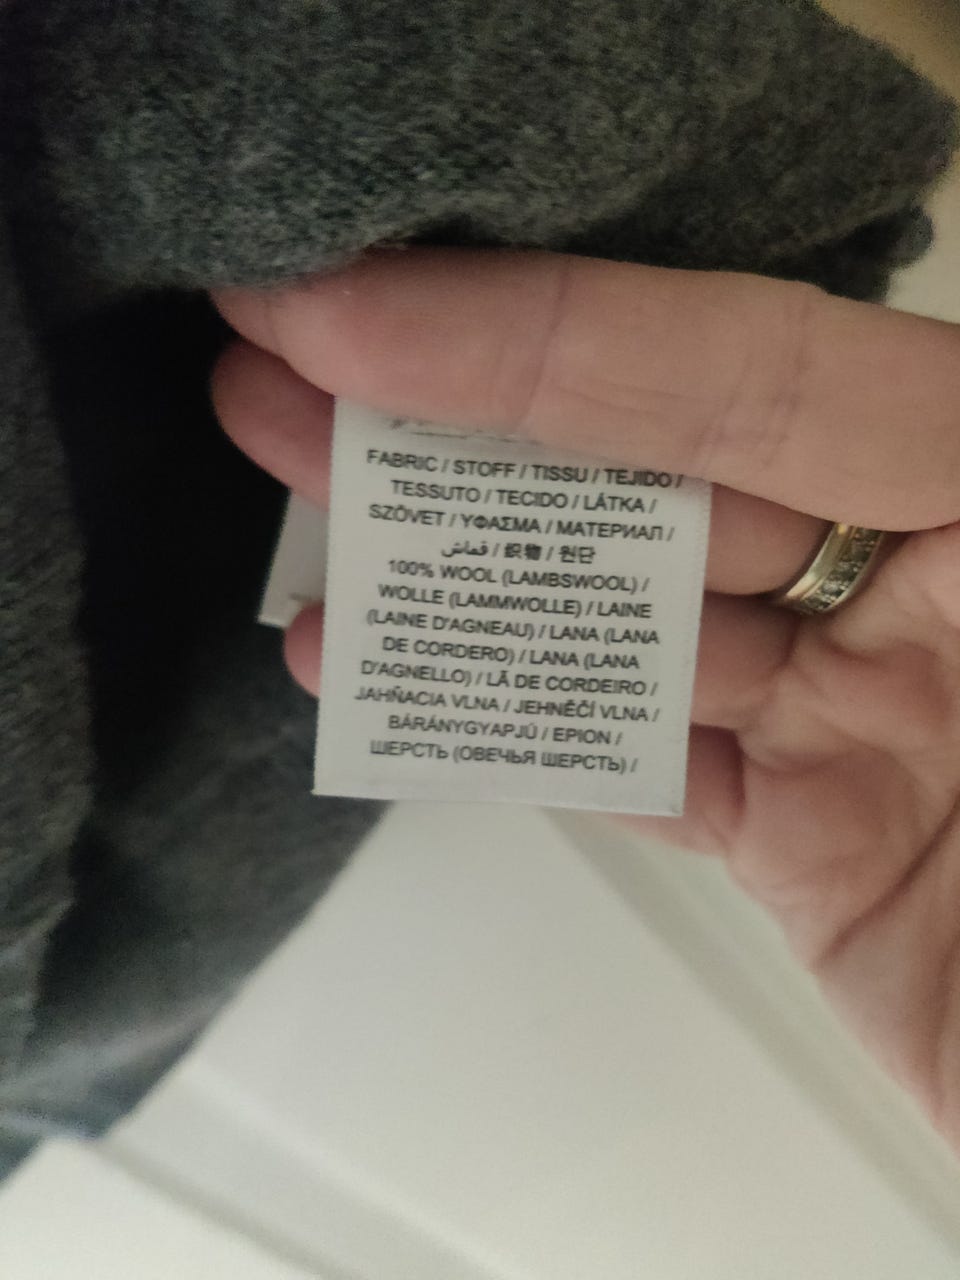 FABRIC / STOFF / TISSU / TEJIDO /
TESSUTO / TECIDO / LÁTKA /
SZÖVET / ΥΦΑΣΜΑ / МАТЕРИАЛ /
قماش / 织物 / 원단
100% WOOL (LAMBSWOOL) /
WOLLE (LAMMWOLLE) / LAINE
(LAINE D'AGNEAU) / LANA (LANA
DE CORDERO) / LANA (LANA
D'AGNELLO) / LÃ DE CORDEIRO /
JAHŇACIA VLNA / JEHNĚČÍ VLNA /
BÁRÁNYGYAPJÚ / ΕΡΙΟΝ /
ШЕРСТЬ (ОВЕЧЬЯ ШЕРСТЬ) /